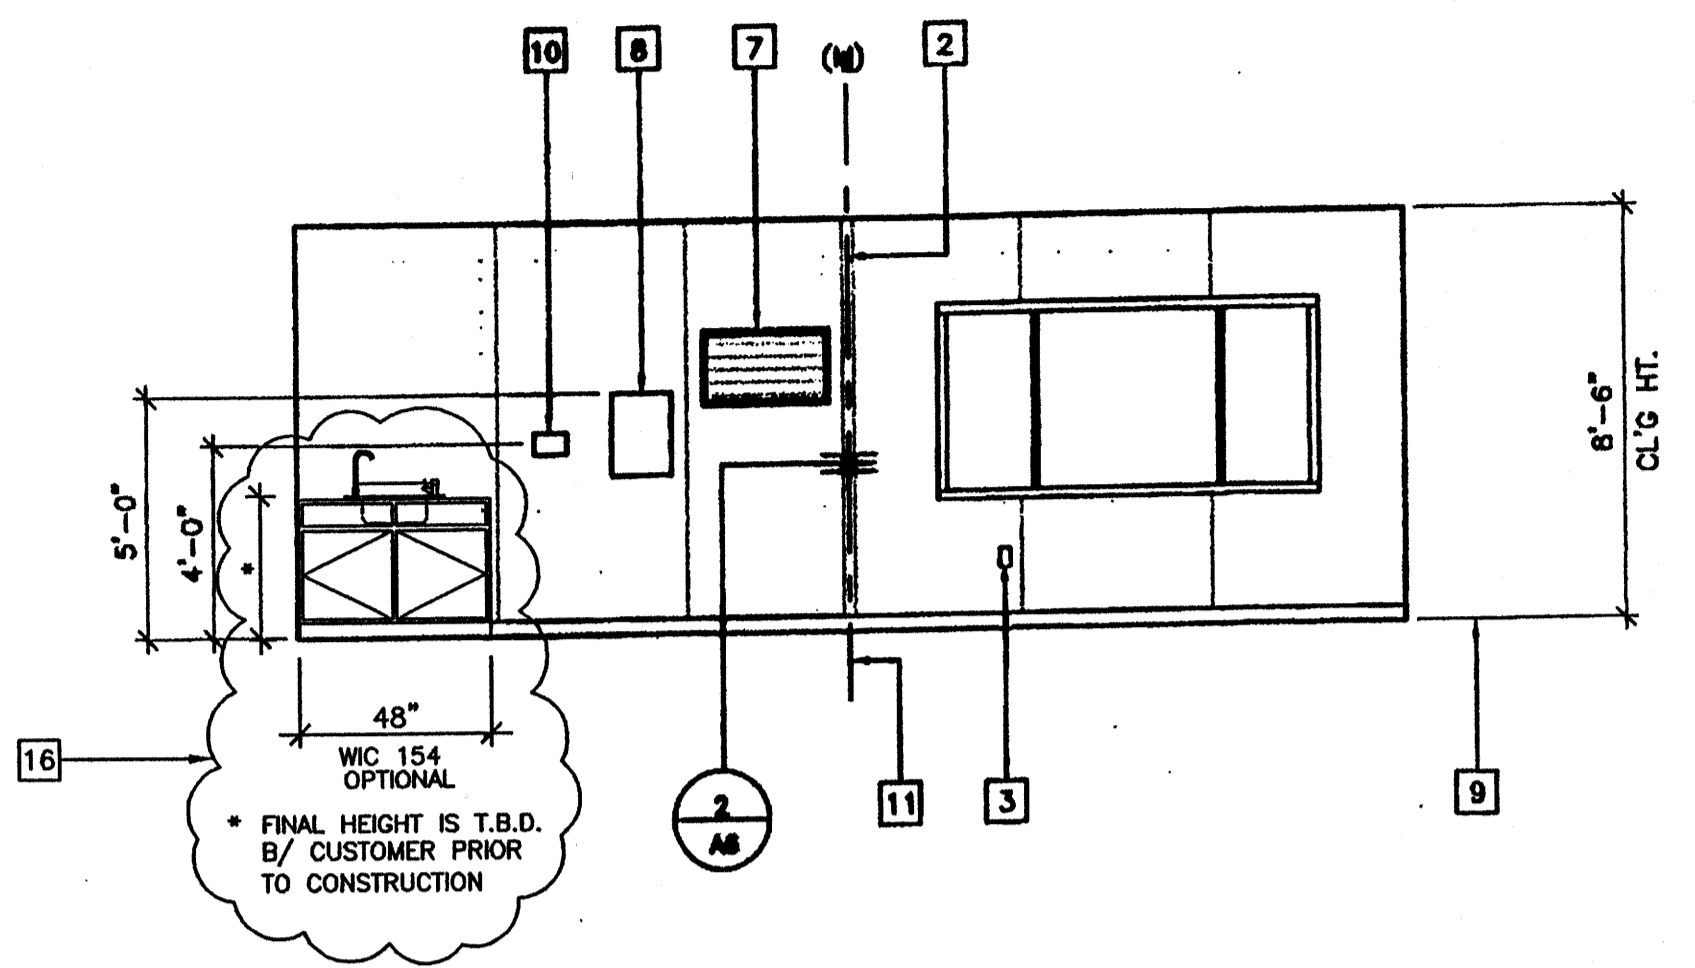 10
8
7
(M)
2
5'-0"
4'-0"
*
8'-6"
CL'G HT.
48"
WIC 154
OPTIONAL
16
* FINAL HEIGHT IS T.B.D.
B/ CUSTOMER PRIOR
TO CONSTRUCTION
2
A6
11
3
9